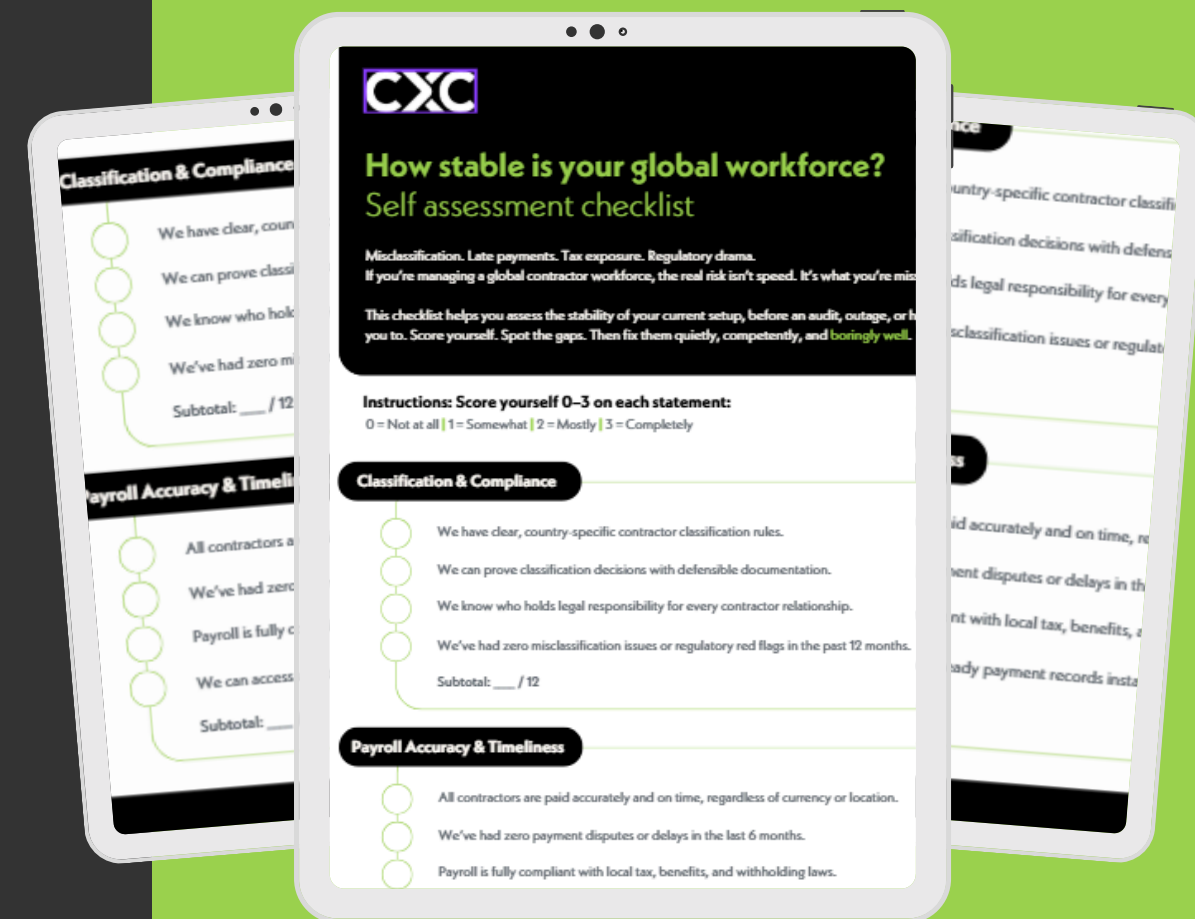 Classification & Compliance
We have clear, coun
We can prove classi
We know who hold
We've had zero mi
Subtotal: ___ / 12
Payroll Accuracy & Timelin
All contractors a
We've had zero
Payroll is fully c
We can access
Subtotal: ___
CXC
How stable is your global workforce?
Self assessment checklist
Misclassification. Late payments. Tax exposure. Regulatory drama.
If you're managing a global contractor workforce, the real risk isn't speed. It's what you're mis
This checklist helps you assess the stability of your current setup, before an audit, outage, or h
you to. Score yourself. Spot the gaps. Then fix them quietly, competently, and boringly well.
Instructions: Score yourself 0–3 on each statement:
0 = Not at all | 1 = Somewhat | 2 = Mostly | 3 = Completely
Classification & Compliance
We have clear, country-specific contractor classification rules.
We can prove classification decisions with defensible documentation.
We know who holds legal responsibility for every contractor relationship.
We've had zero misclassification issues or regulatory red flags in the past 12 months.
Subtotal: ___ / 12
Payroll Accuracy & Timeliness
All contractors are paid accurately and on time, regardless of currency or location.
We've had zero payment disputes or delays in the last 6 months.
Payroll is fully compliant with local tax, benefits, and withholding laws.
nce
ountry-specific contractor classifi
sification decisions with defens
ds legal responsibility for every
sclassification issues or regulat
ss
id accurately and on time, re
ment disputes or delays in th
nt with local tax, benefits, a
eady payment records insta